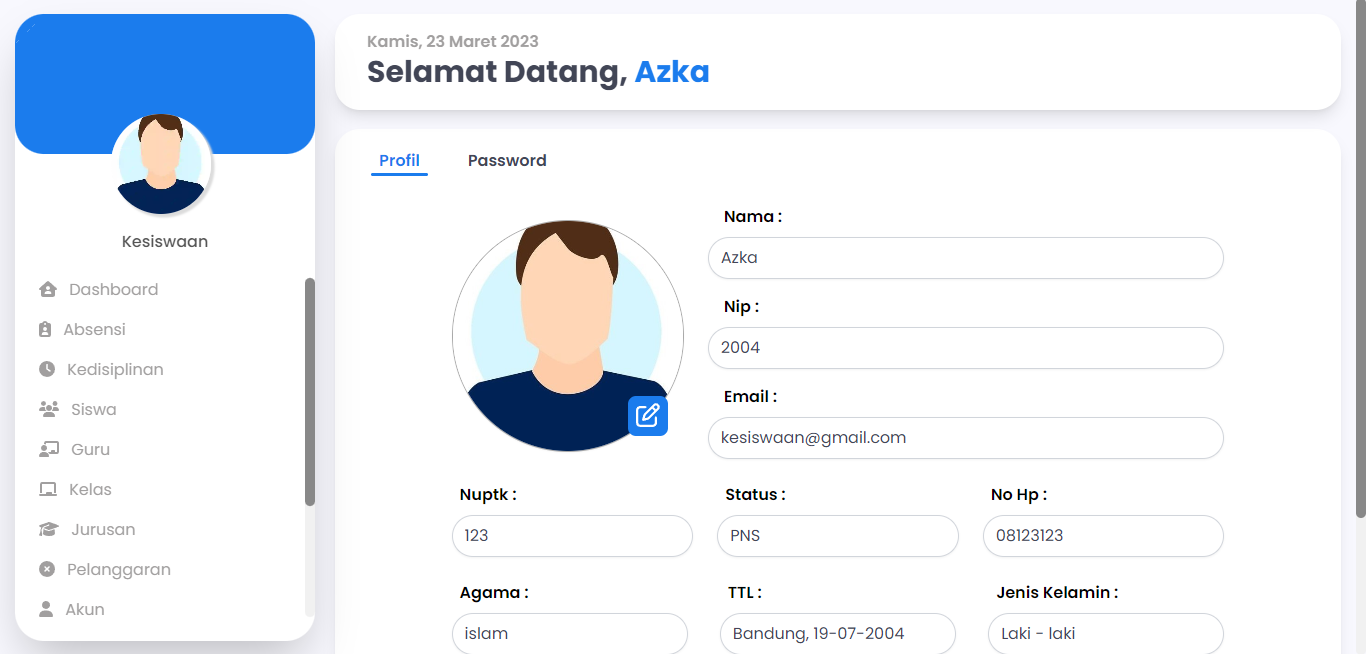 Kesiswaan
Dashboard
Absensi
Kedisiplinan
Siswa
Guru
Kelas
Jurusan
Pelanggaran
Akun
Kamis, 23 Maret 2023
Selamat Datang, Azka
Profil Password
Nama :
Azka
Nip :
2004
Email :
kesiswaan@gmail.com
Nuptk : Status : No Hp :
123 PNS 08123123
Agama : TTL : Jenis Kelamin :
islam Bandung, 19-07-2004 Laki - laki